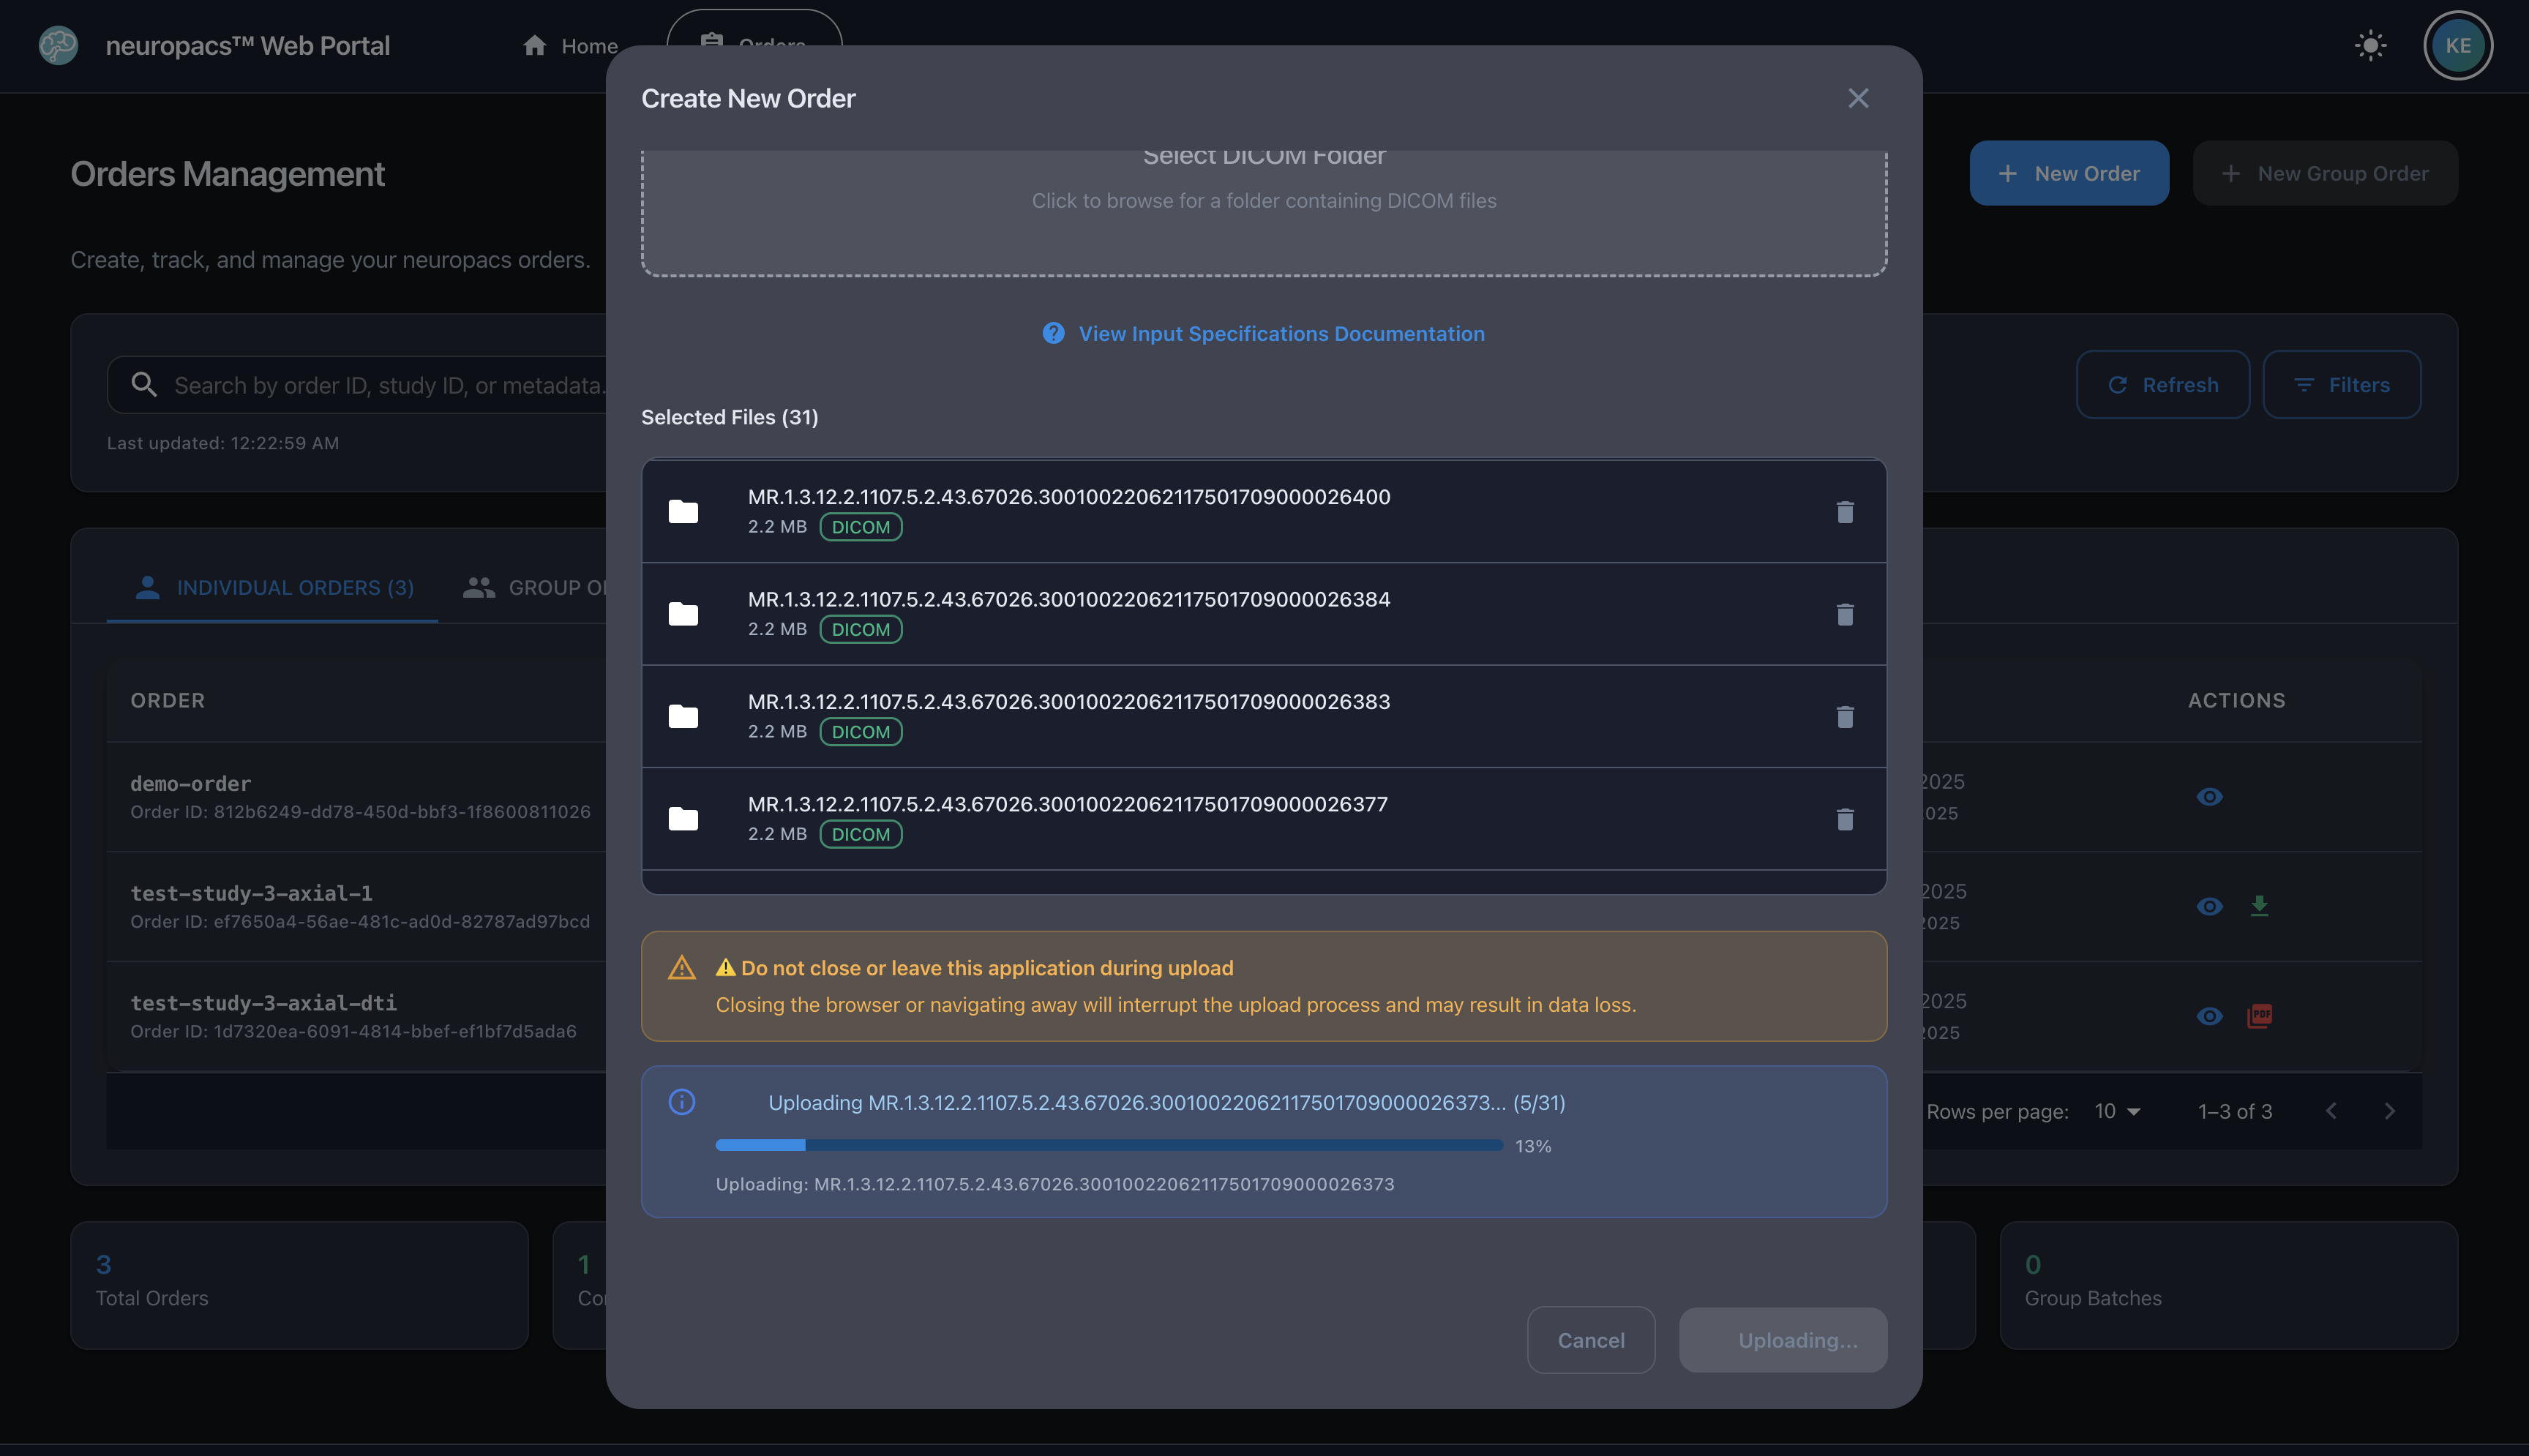 neuropacs™ Web Portal
Home
Orders
KE
Create New Order
Orders Management
New Order
New Group Order
Select DICOM Folder
Click to browse for a folder containing DICOM files
Create, track, and manage your neuropacs orders.
View Input Specifications Documentation
Search by order ID, study ID, or metadata.
Refresh
Filters
Last updated: 12:22:59 AM
Selected Files (31)
MR.1.3.12.2.1107.5.2.43.67026.30010022062117501709000026400
2.2 MB DICOM
MR.1.3.12.2.1107.5.2.43.67026.30010022062117501709000026384
2.2 MB DICOM
MR.1.3.12.2.1107.5.2.43.67026.30010022062117501709000026383
2.2 MB DICOM
MR.1.3.12.2.1107.5.2.43.67026.30010022062117501709000026377
2.2 MB DICOM
INDIVIDUAL ORDERS (3)
GROUP O
ORDER
ACTIONS
demo-order
Order ID: 812b6249-dd78-450d-bbf3-1f8600811026
2025
025
test-study-3-axial-1
Order ID: ef7650a4-56ae-481c-ad0d-82787ad97bcd
2025
025
test-study-3-axial-dti
Order ID: 1d7320ea-6091-4814-bbef-ef1bf7d5ada6
2025
025
PDF
Do not close or leave this application during upload
Closing the browser or navigating away will interrupt the upload process and may result in data loss.
Uploading MR.1.3.12.2.1107.5.2.43.67026.30010022062117501709000026373... (5/31)
13%
Uploading: MR.1.3.12.2.1107.5.2.43.67026.30010022062117501709000026373
Rows per page: 10
1–3 of 3
3
Total Orders
1
Co
0
Group Batches
Cancel
Uploading...